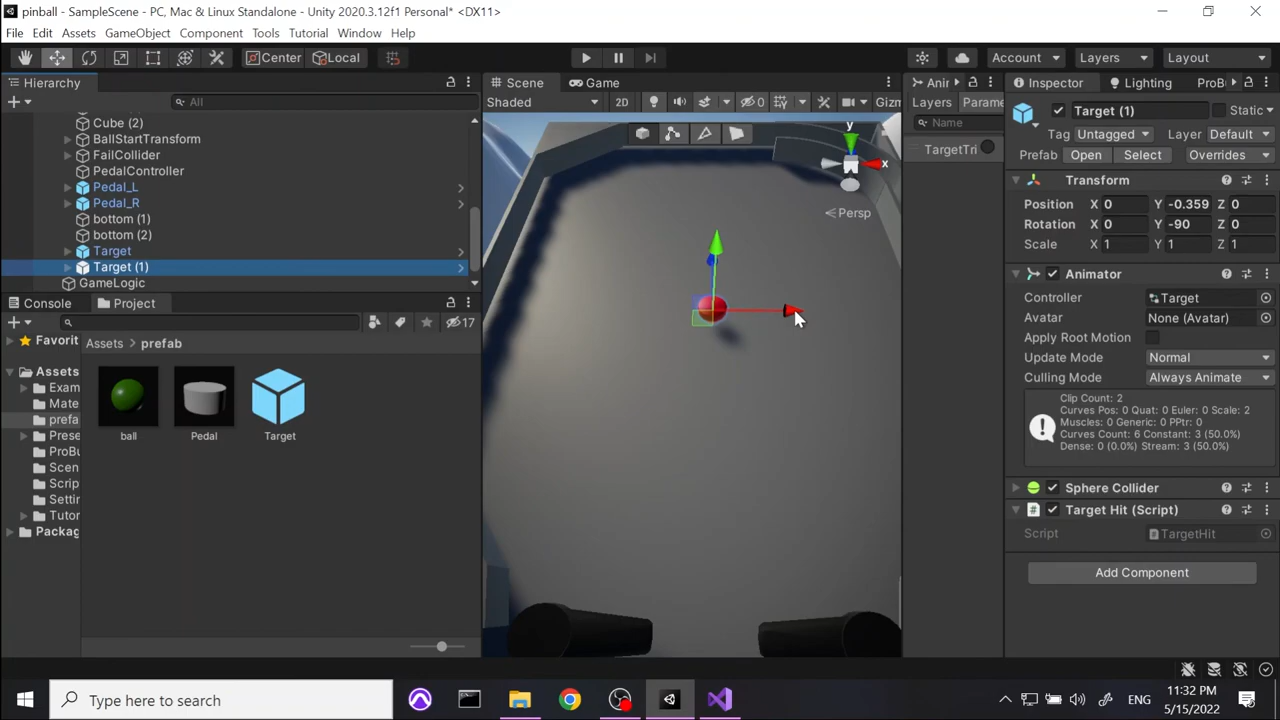 pinball - SampleScene - PC, Mac & Linux Standalone - Unity 2020.3.12f1 Personal* <DX11>
File Edit Assets GameObject Component Tools Tutorial Window Help
Center Local Account Layers Layout
Hierarchy
All
Cube (2)
BallStartTransform
FailCollider
PedalController
Pedal_L
Pedal_R
bottom (1)
bottom (2)
Target
Target (1)
GameLogic
Console Project
17
Favorit
Assets
Exam
Mate
prefa
Prese
ProBu
Scen
Script
Settin
Tutor
Packag
Assets prefab
ball Pedal Target
Scene Game
Shaded 2D 0 Gizm
y
x
Persp
Ani
Layers Parame
Name
TargetTri
Inspector Lighting ProB
Target (1) Static
Tag Untagged Layer Default
Prefab Open Select Overrides
Transform
Position X 0 Y -0.359 Z 0
Rotation X 0 Y -90 Z 0
Scale X 1 Y 1 Z 1
Animator
Controller Target
Avatar None (Avatar)
Apply Root Motion
Update Mode Normal
Culling Mode Always Animate
Clip Count: 2
Curves Pos: 0 Quat: 0 Euler: 0 Scale: 2
Muscles: 0 Generic: 0 PPtr: 0
Curves Count: 6 Constant: 3 (50.0%)
Dense: 0 (0.0%) Stream: 3 (50.0%)
Sphere Collider
Target Hit (Script)
Script TargetHit
Add Component
Type here to search
ENG
11:32 PM
5/15/2022